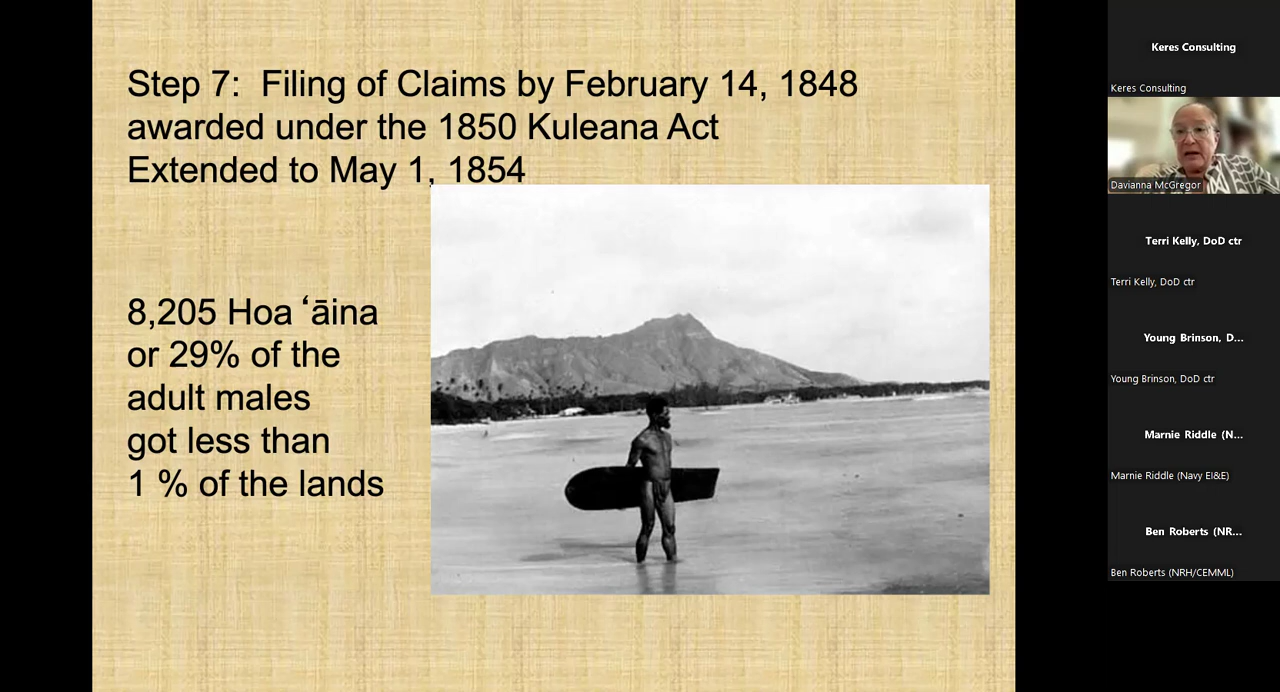 Step 7:  Filing of Claims by February 14, 1848
awarded under the 1850 Kuleana Act
Extended to May 1, 1854
8,205 Hoa ʻāina
or 29% of the
adult males
got less than
1 % of the lands
Keres Consulting
Keres Consulting
Davianna McGregor
Terri Kelly, DoD ctr
Terri Kelly, DoD ctr
Young Brinson, D...
Young Brinson, DoD ctr
Marnie Riddle (N...
Marnie Riddle (Navy EI&E)
Ben Roberts (NR...
Ben Roberts (NRH/CEMML)